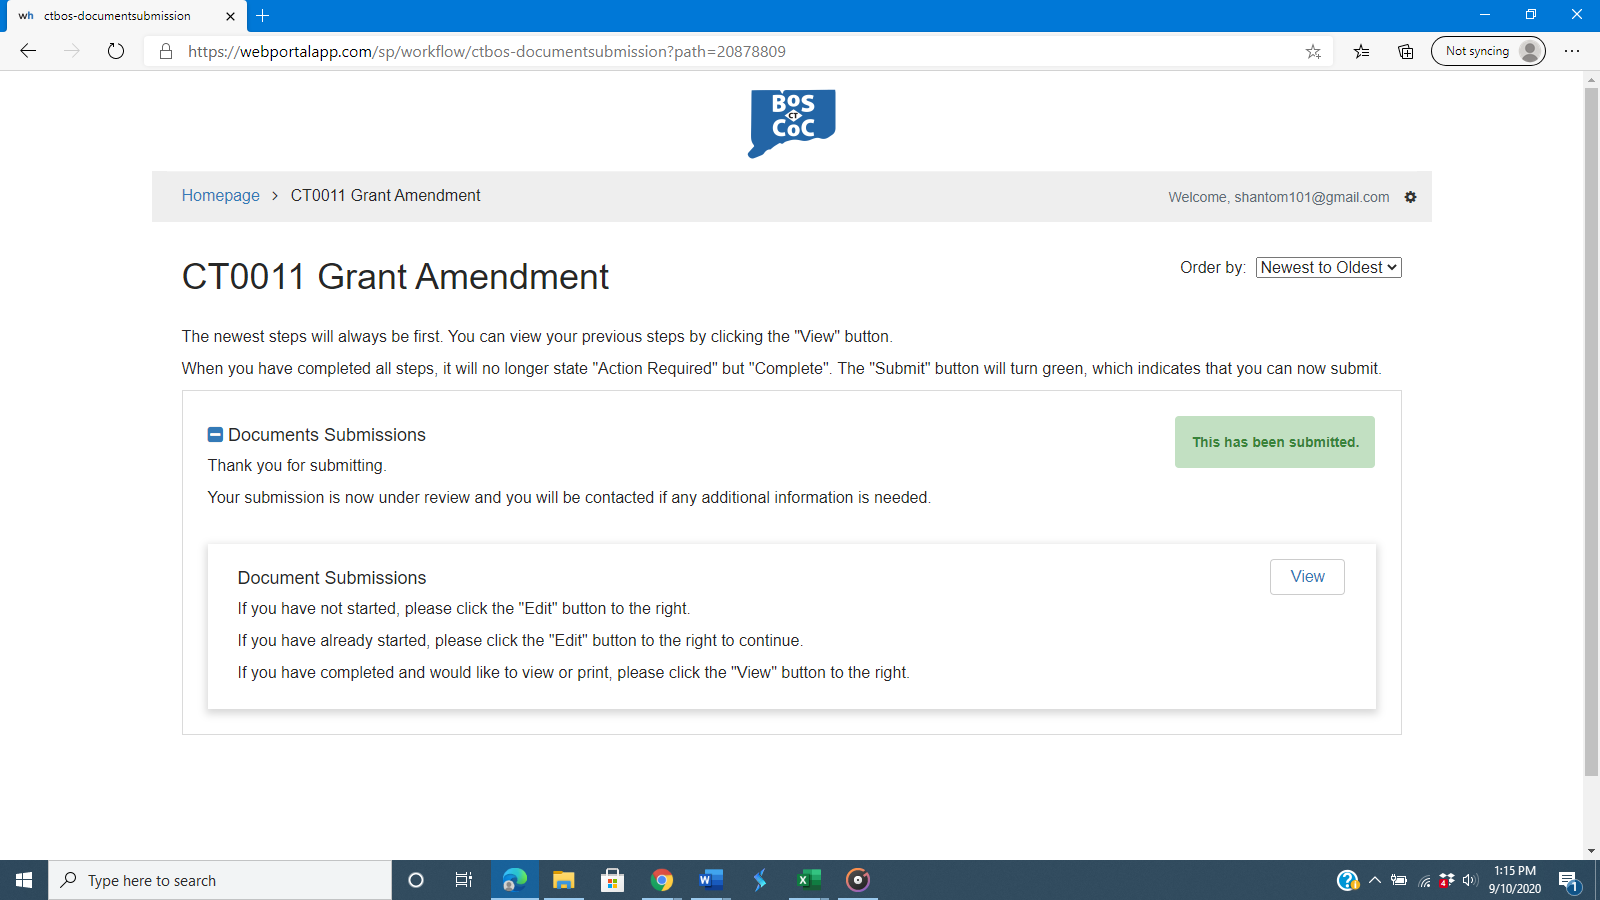 wh ctbos-documentsubmission
https://webportalapp.com/sp/workflow/ctbos-documentsubmission?path=20878809
Not syncing
BOS
CT
COC
Homepage > CT0011 Grant Amendment
Welcome, shantom101@gmail.com
CT0011 Grant Amendment
Order by: Newest to Oldest
The newest steps will always be first. You can view your previous steps by clicking the "View" button.
When you have completed all steps, it will no longer state "Action Required" but "Complete". The "Submit" button will turn green, which indicates that you can now submit.
Documents Submissions
This has been submitted.
Thank you for submitting.
Your submission is now under review and you will be contacted if any additional information is needed.
Document Submissions
View
If you have not started, please click the "Edit" button to the right.
If you have already started, please click the "Edit" button to the right to continue.
If you have completed and would like to view or print, please click the "View" button to the right.
Type here to search
1:15 PM
9/10/2020
1